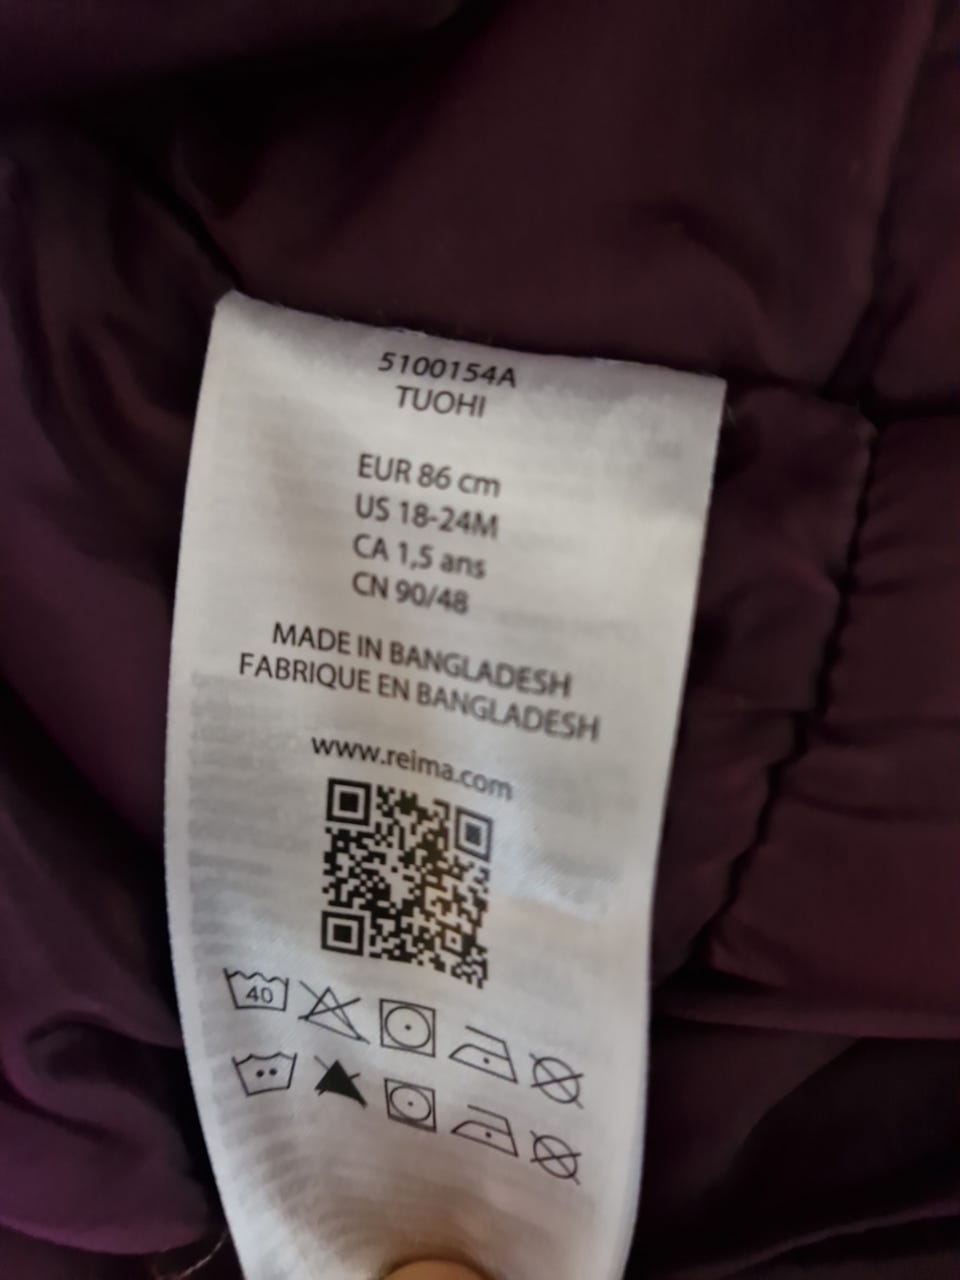 5100154A
TUOHI
EUR 86 cm
US 18-24M
CA 1,5 ans
CN 90/48
MADE IN BANGLADESH
FABRIQUE EN BANGLADESH
www.reima.com
40